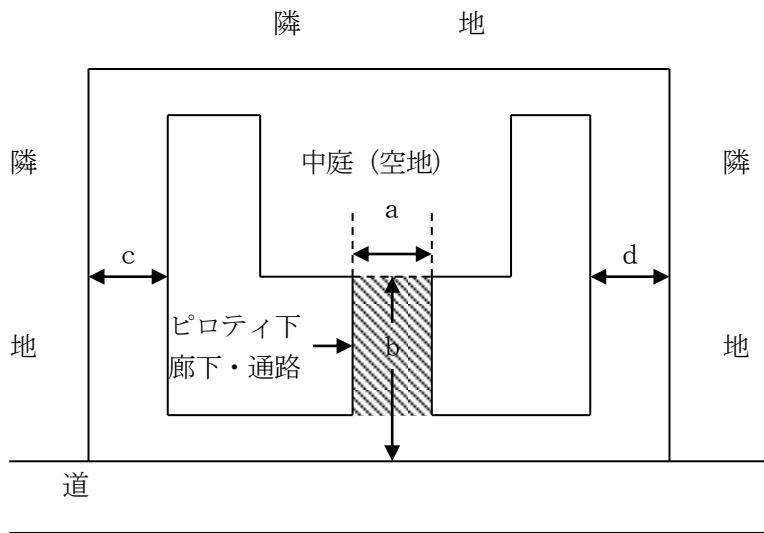 隣 地
隣 隣
中庭（空地）
a
c d
地 地
ピロティ下
廊下・通路
b
道